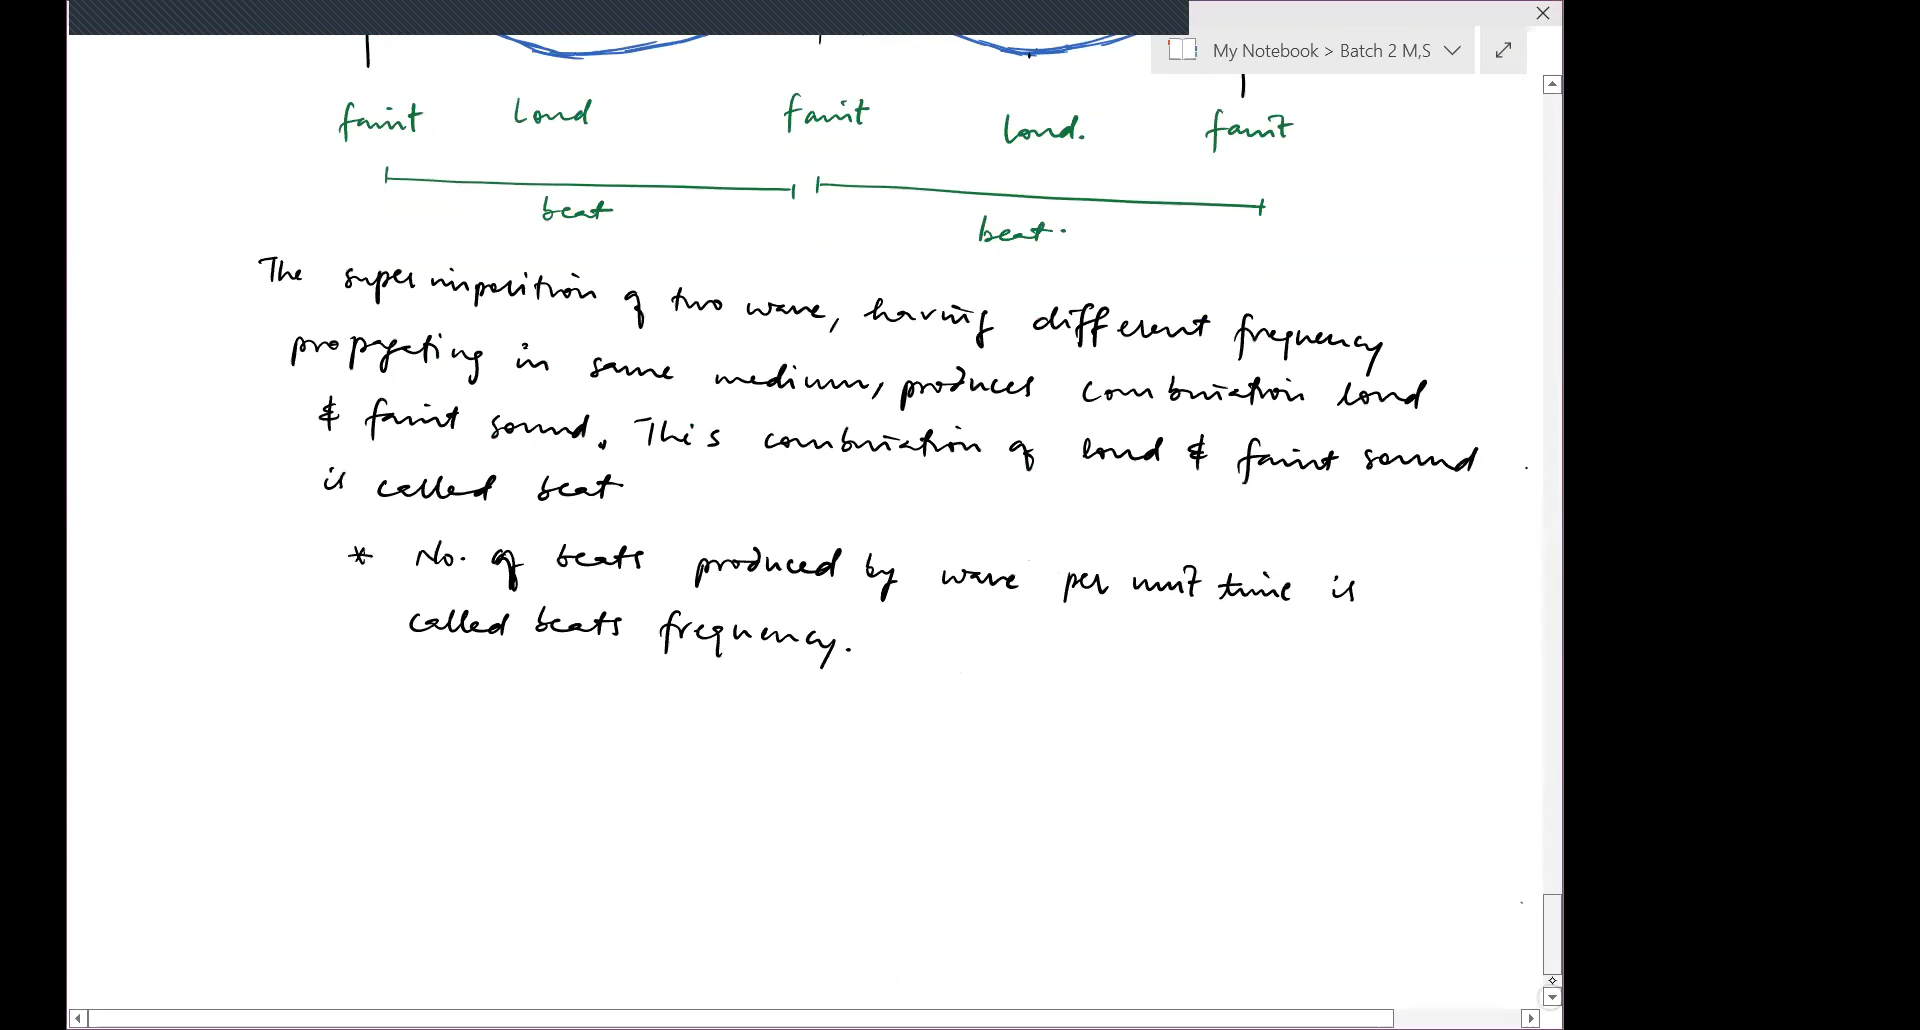 My Notebook > Batch 2 M,S
faint Loud faint loud. faint
beat beat.
The superimposition of two wave, having different frequency
propagating in same medium, produces combination loud
& faint sound. This combination of loud & faint sound
is called beat
* No. of beats produced by wave per unit time is
called beats frequency.